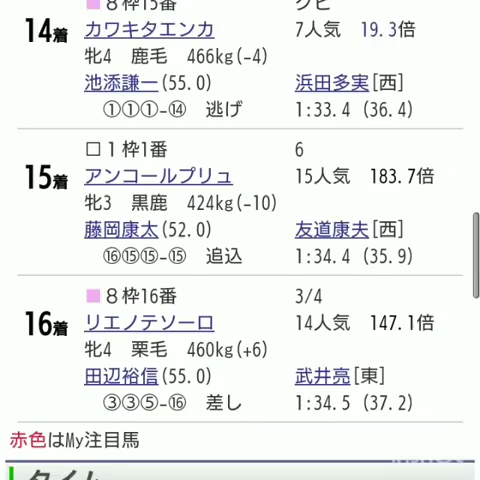 ■8枠15番 クビ
14着 カワキタエンカ 7人気 19.3倍
牝4 鹿毛 466kg(-4)
池添謙一(55.0) 浜田多実[西]
①①①-⑭ 逃げ 1:33.4 (36.4)
□1枠1番 6
15着 アンコールプリュ 15人気 183.7倍
牝3 黒鹿 424kg(-10)
藤岡康太(52.0) 友道康夫[西]
⑯⑮⑮-⑮ 追込 1:34.4 (35.9)
■8枠16番 3/4
16着 リエノテソーロ 14人気 147.1倍
牝4 栗毛 460kg(+6)
田辺裕信(55.0) 武井亮[東]
③③⑤-⑯ 差し 1:34.5 (37.2)
赤色はMy注目馬
タイム